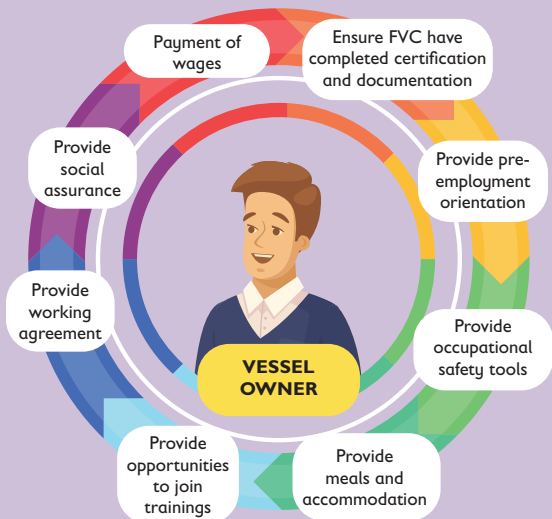 Payment of
wages
Ensure FVC have
completed certification
and documentation
Provide pre-
employment
orientation
Provide
occupational
safety tools
Provide
meals and
accommodation
Provide
opportunities
to join
trainings
Provide
working
agreement
Provide
social
assurance
VESSEL
OWNER